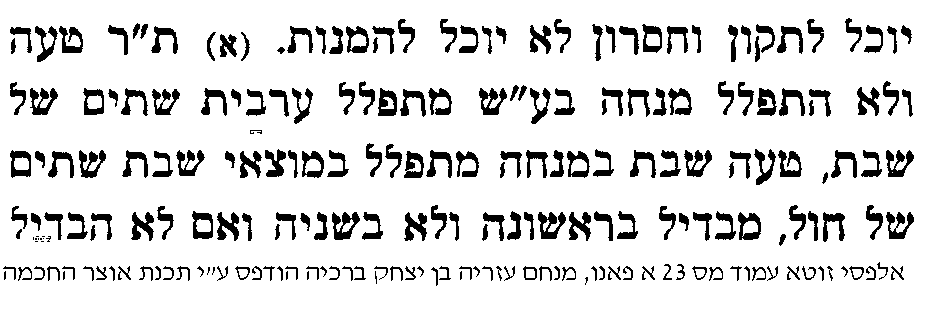 יוכל לתקון וחסרון לא יוכל להמנות. (א) ת״ר טעה
ולא התפלל מנחה בע״ש מתפלל ערבית שתים של
שבת, טעה שבת במנחה מתפלל במוצאי שבת שתים
של חול, מבדיל בראשונה ולא בשניה ואם לא הבדיל
אלפסי זוטא עמוד מס 23 א פאנו, מנחם עזריה בן יצחק ברכיה הודפס ע״י תכנת אוצר החכמה